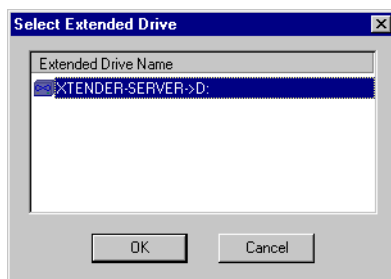 Select Extended Drive
Extended Drive Name
XTENDER-SERVER->D:
OK
Cancel